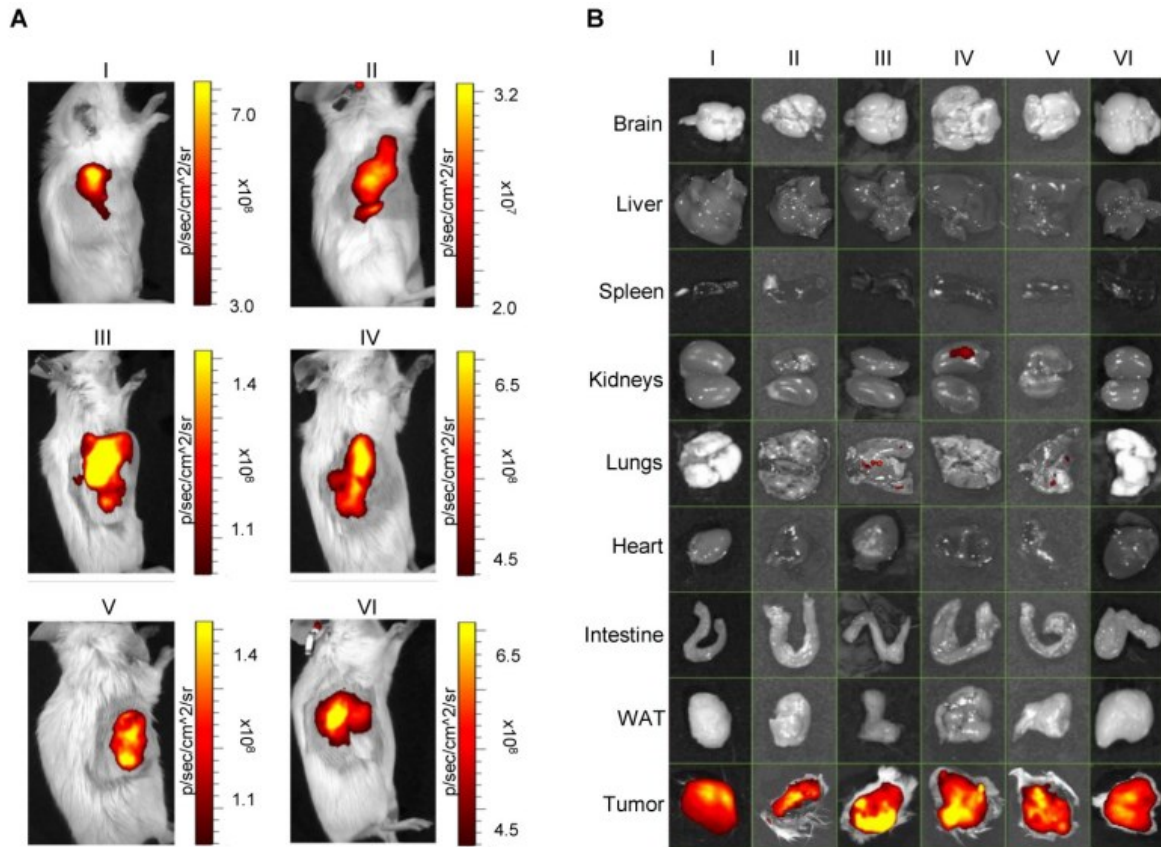 A
I
7.0
p/sec/cm^2/sr
x10⁸
3.0
II
3.2
p/sec/cm^2/sr
x10⁷
2.0
III
1.4
p/sec/cm^2/sr
x10⁸
1.1
IV
6.5
p/sec/cm^2/sr
x10⁸
4.5
V
1.4
p/sec/cm^2/sr
x10⁸
1.1
VI
6.5
p/sec/cm^2/sr
x10⁸
4.5
B
I II III IV V VI
Brain
Liver
Spleen
Kidneys
Lungs
Heart
Intestine
WAT
Tumor